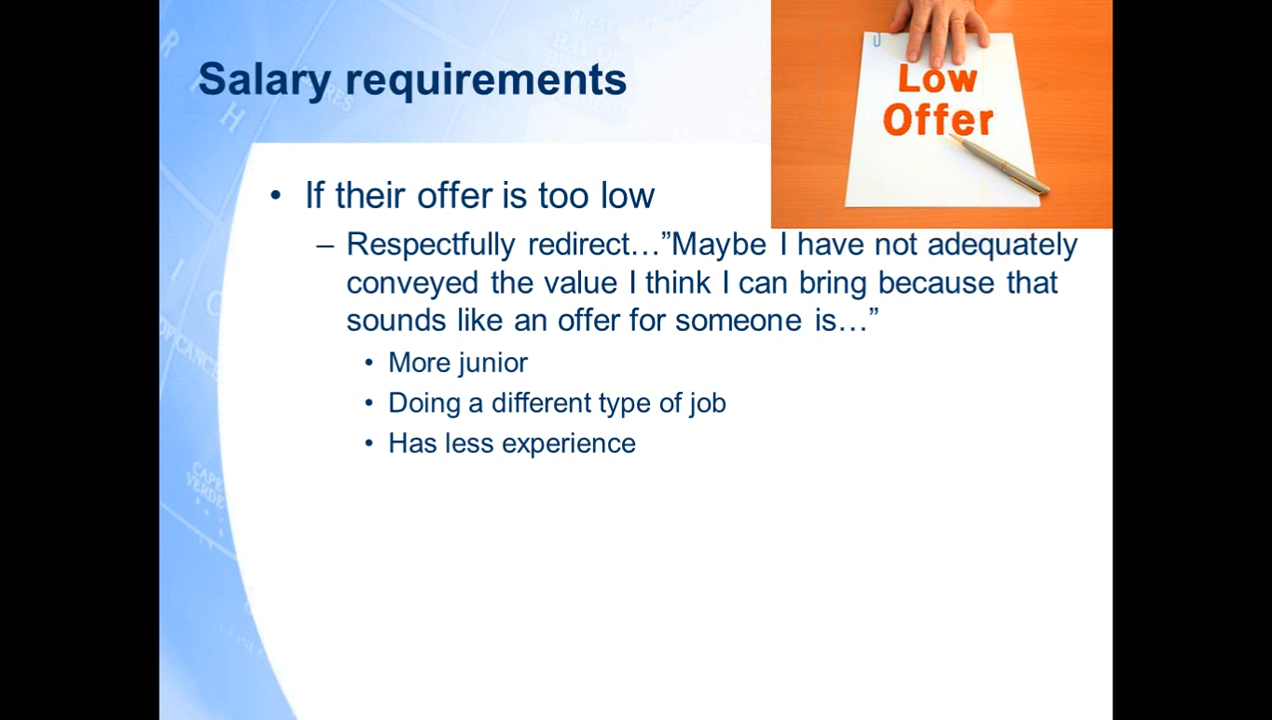 Salary requirements
Low
Offer
• If their offer is too low
– Respectfully redirect…”Maybe I have not adequately
conveyed the value I think I can bring because that
sounds like an offer for someone is…”
• More junior
• Doing a different type of job
• Has less experience